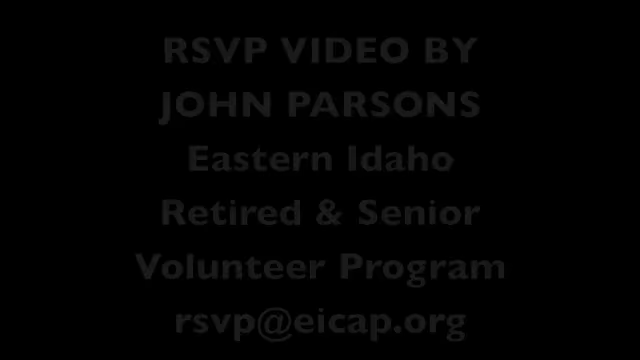 RSVP VIDEO BY
JOHN PARSONS
Eastern Idaho
Retired & Senior
Volunteer Program
rsvp@eicap.org